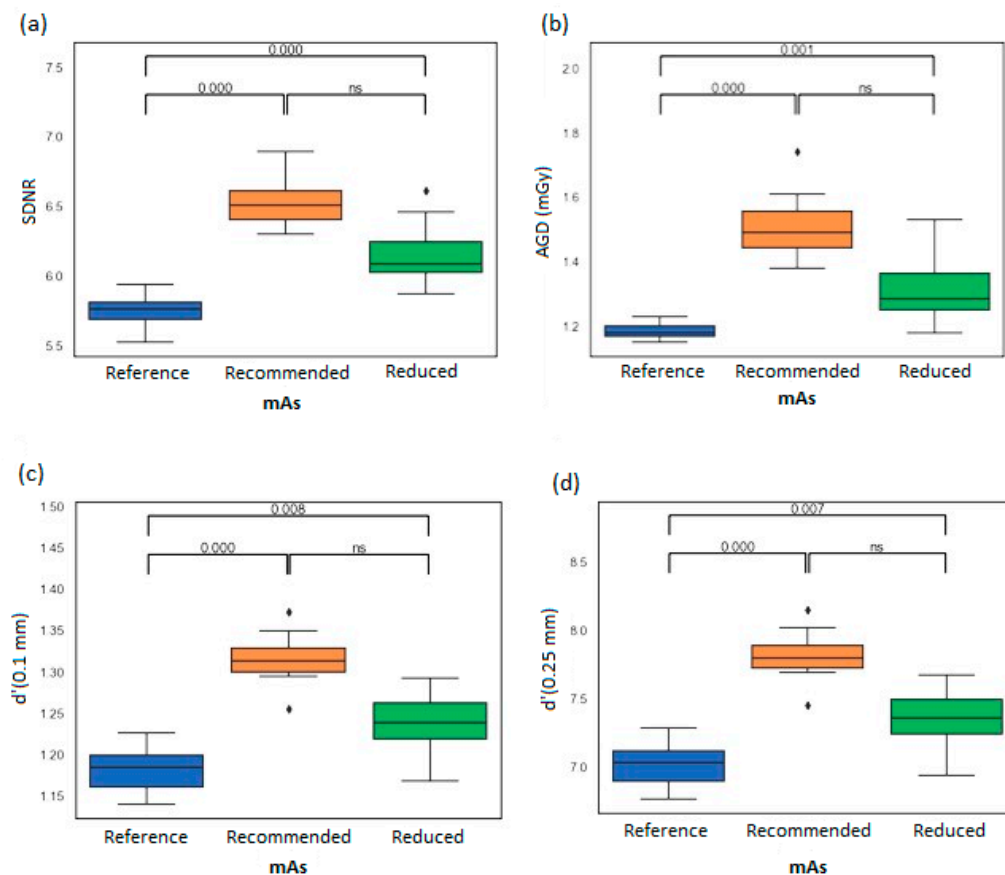 (a)
0.000
0.000
ns
7.5
7.0
6.5
6.0
5.5
SDNR
Reference Recommended Reduced
mAs
(b)
0.001
0.000
ns
2.0
1.8
1.6
1.4
1.2
AGD (mGy)
Reference Recommended Reduced
mAs
(c)
0.008
0.000
ns
1.50
1.45
1.40
1.35
1.30
1.25
1.20
1.15
d'(0.1 mm)
Reference Recommended Reduced
mAs
(d)
0.007
0.000
ns
8.5
8.0
7.5
7.0
d'(0.25 mm)
Reference Recommended Reduced
mAs